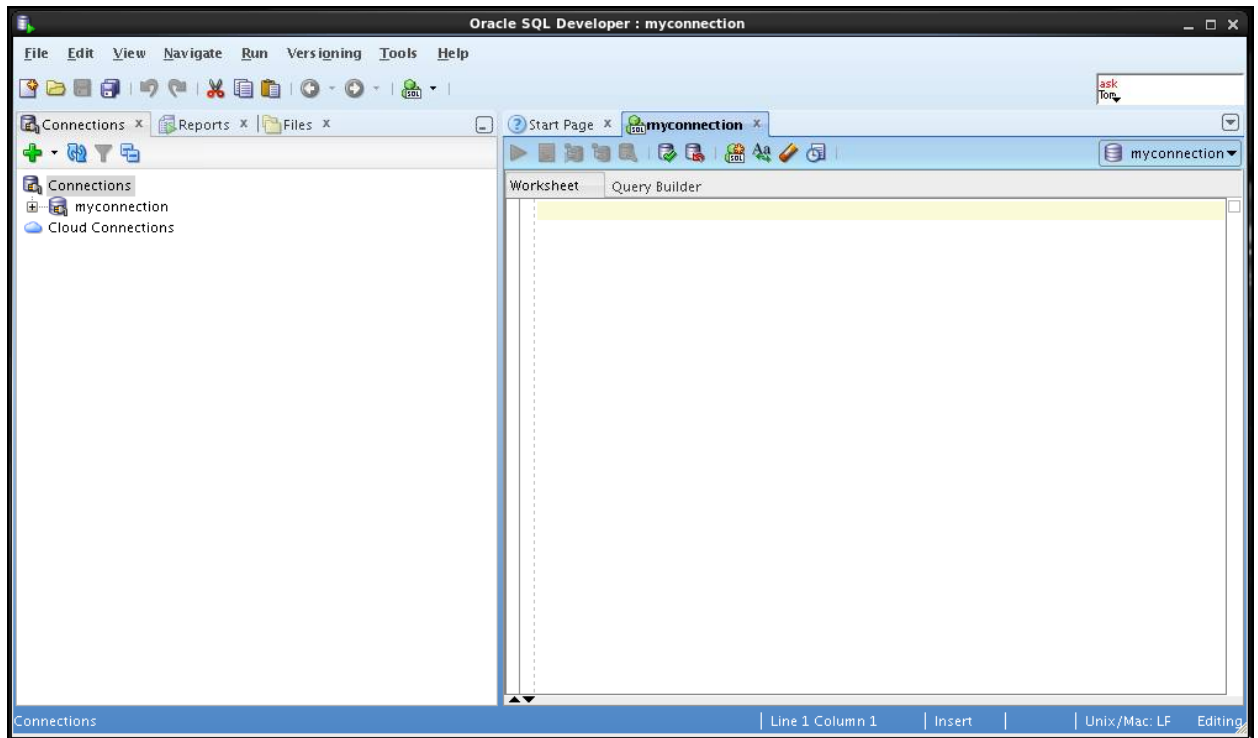 Oracle SQL Developer : myconnection
File Edit View Navigate Run Versioning Tools Help
ask
Tom
Connections Reports Files
Start Page myconnection
myconnection
Connections
myconnection
Cloud Connections
Worksheet Query Builder
Connections Line 1 Column 1 Insert Unix/Mac: LF Editing